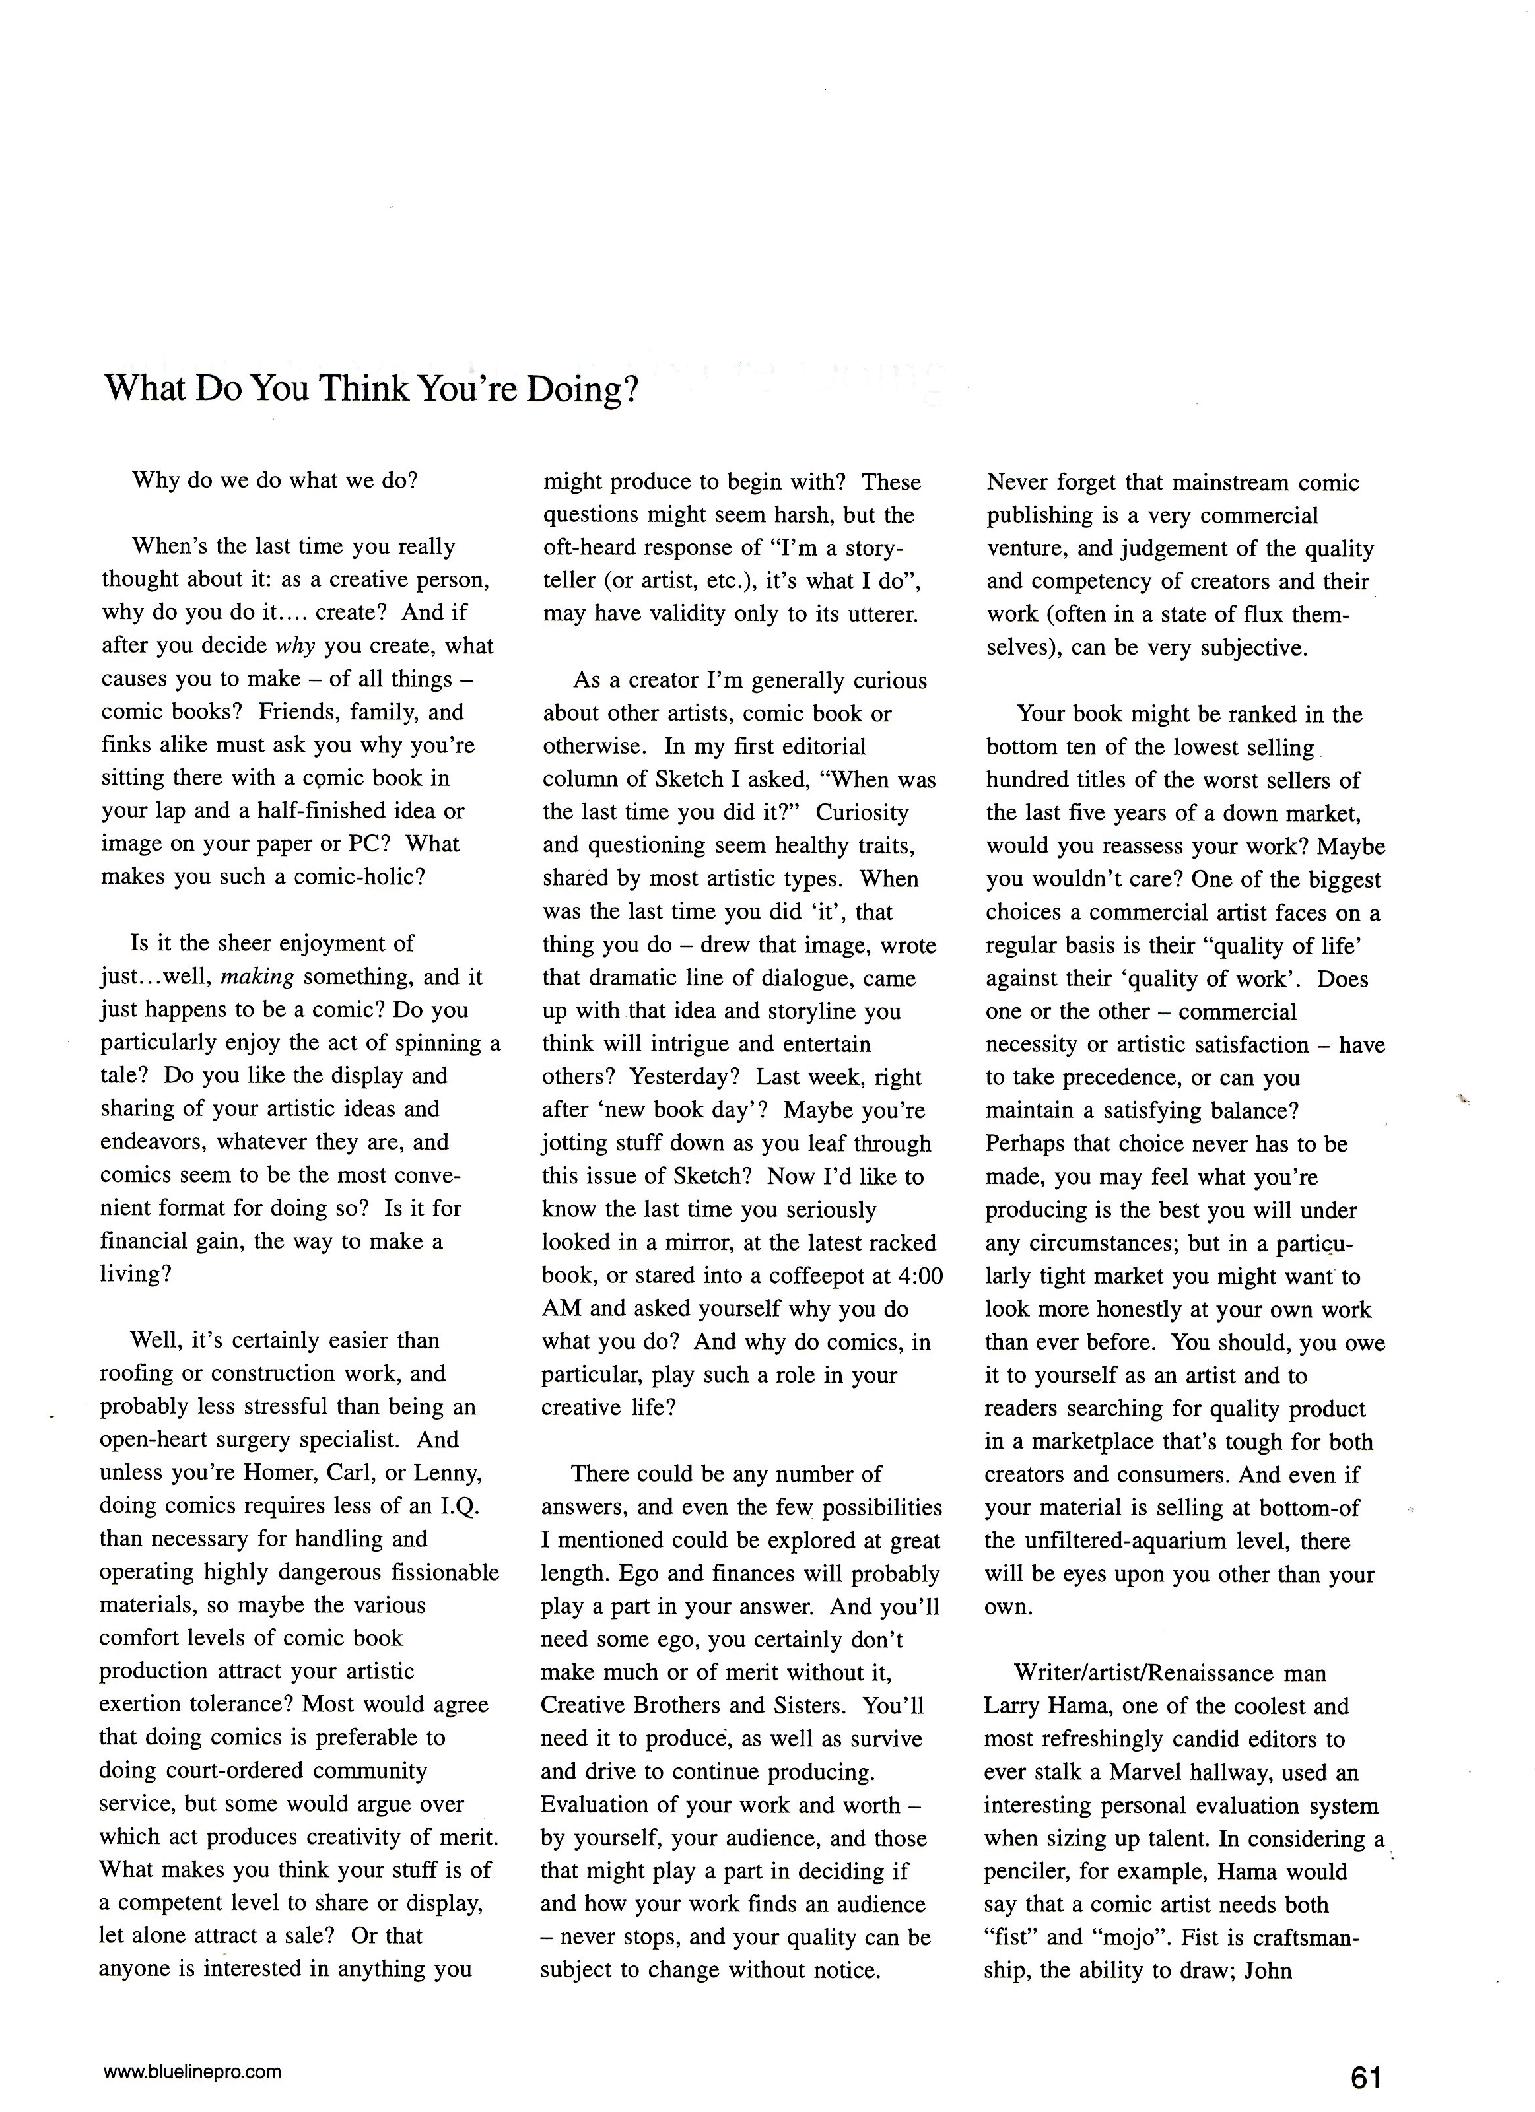 What Do You Think You're Doing?
Why do we do what we do?
When's the last time you really
thought about it: as a creative person,
why do you do it.... create? And if
after you decide why you create, what
causes you to make – of all things –
comic books? Friends, family, and
finks alike must ask you why you're
sitting there with a comic book in
your lap and a half-finished idea or
image on your paper or PC? What
makes you such a comic-holic?
Is it the sheer enjoyment of
just...well, making something, and it
just happens to be a comic? Do you
particularly enjoy the act of spinning a
tale? Do you like the display and
sharing of your artistic ideas and
endeavors, whatever they are, and
comics seem to be the most conve-
nient format for doing so? Is it for
financial gain, the way to make a
living?
Well, it's certainly easier than
roofing or construction work, and
probably less stressful than being an
open-heart surgery specialist. And
unless you're Homer, Carl, or Lenny,
doing comics requires less of an I.Q.
than necessary for handling and
operating highly dangerous fissionable
materials, so maybe the various
comfort levels of comic book
production attract your artistic
exertion tolerance? Most would agree
that doing comics is preferable to
doing court-ordered community
service, but some would argue over
which act produces creativity of merit.
What makes you think your stuff is of
a competent level to share or display,
let alone attract a sale? Or that
anyone is interested in anything you
might produce to begin with? These
questions might seem harsh, but the
oft-heard response of “I'm a story-
teller (or artist, etc.), it's what I do”,
may have validity only to its utterer.
As a creator I'm generally curious
about other artists, comic book or
otherwise. In my first editorial
column of Sketch I asked, “When was
the last time you did it?” Curiosity
and questioning seem healthy traits,
shared by most artistic types. When
was the last time you did ‘it’, that
thing you do – drew that image, wrote
that dramatic line of dialogue, came
up with that idea and storyline you
think will intrigue and entertain
others? Yesterday? Last week, right
after ‘new book day’? Maybe you're
jotting stuff down as you leaf through
this issue of Sketch? Now I'd like to
know the last time you seriously
looked in a mirror, at the latest racked
book, or stared into a coffeepot at 4:00
AM and asked yourself why you do
what you do? And why do comics, in
particular, play such a role in your
creative life?
There could be any number of
answers, and even the few possibilities
I mentioned could be explored at great
length. Ego and finances will probably
play a part in your answer. And you'll
need some ego, you certainly don't
make much or of merit without it,
Creative Brothers and Sisters. You'll
need it to produce, as well as survive
and drive to continue producing.
Evaluation of your work and worth –
by yourself, your audience, and those
that might play a part in deciding if
and how your work finds an audience
– never stops, and your quality can be
subject to change without notice.
Never forget that mainstream comic
publishing is a very commercial
venture, and judgement of the quality
and competency of creators and their
work (often in a state of flux them-
selves), can be very subjective.
Your book might be ranked in the
bottom ten of the lowest selling
hundred titles of the worst sellers of
the last five years of a down market,
would you reassess your work? Maybe
you wouldn't care? One of the biggest
choices a commercial artist faces on a
regular basis is their “quality of life’
against their ‘quality of work’. Does
one or the other – commercial
necessity or artistic satisfaction – have
to take precedence, or can you
maintain a satisfying balance?
Perhaps that choice never has to be
made, you may feel what you're
producing is the best you will under
any circumstances; but in a particu-
larly tight market you might want to
look more honestly at your own work
than ever before. You should, you owe
it to yourself as an artist and to
readers searching for quality product
in a marketplace that's tough for both
creators and consumers. And even if
your material is selling at bottom-of
the unfiltered-aquarium level, there
will be eyes upon you other than your
own.
Writer/artist/Renaissance man
Larry Hama, one of the coolest and
most refreshingly candid editors to
ever stalk a Marvel hallway, used an
interesting personal evaluation system
when sizing up talent. In considering a
penciler, for example, Hama would
say that a comic artist needs both
“fist” and “mojo”. Fist is craftsman-
ship, the ability to draw; John
www.bluelinepro.com
61